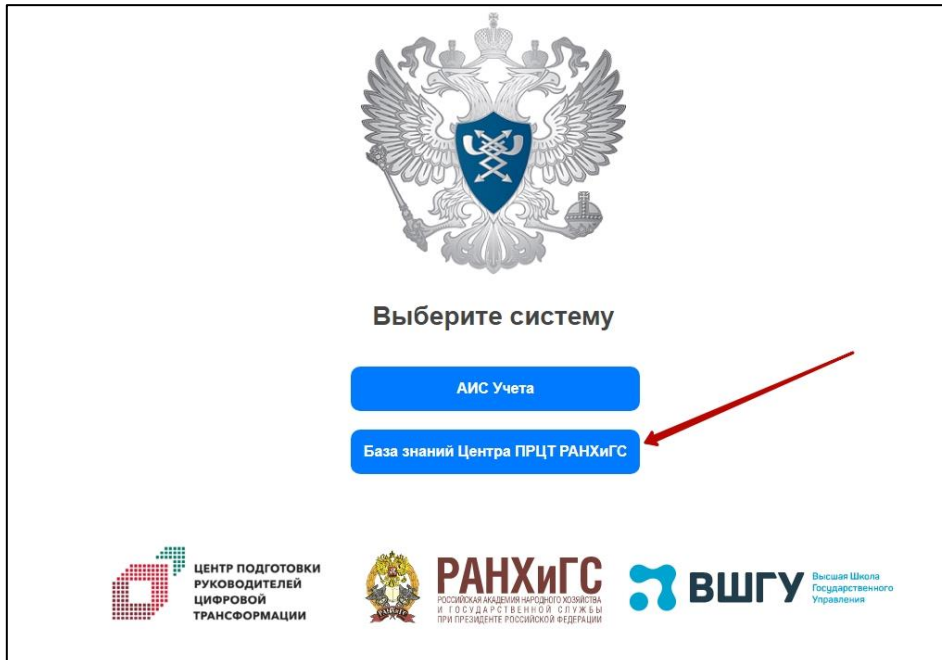 Выберите систему
АИС Учета
База знаний Центра ПРЦТ РАНХиГС
ЦЕНТР ПОДГОТОВКИ
РУКОВОДИТЕЛЕЙ
ЦИФРОВОЙ
ТРАНСФОРМАЦИИ
РАНХиГС
РАНХиГС
РОССИЙСКАЯ АКАДЕМИЯ НАРОДНОГО ХОЗЯЙСТВА
И ГОСУДАРСТВЕННОЙ СЛУЖБЫ
ПРИ ПРЕЗИДЕНТЕ РОССИЙСКОЙ ФЕДЕРАЦИИ
ВШГУ
Высшая Школа
Государственного
Управления